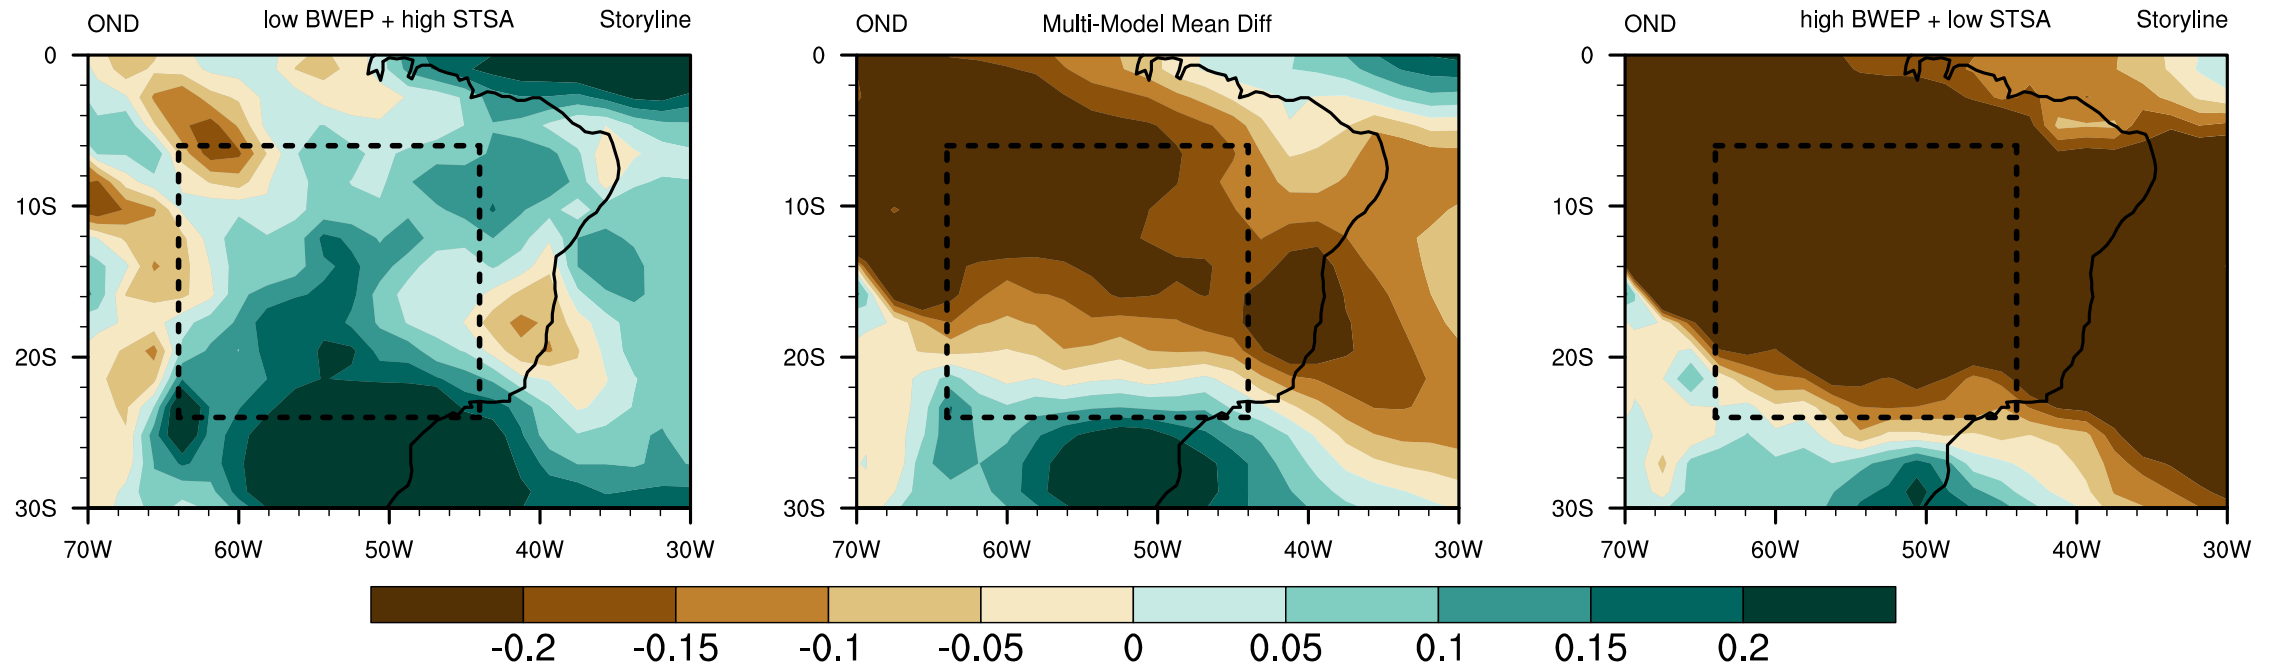 OND low BWEP + high STSA Storyline
OND Multi-Model Mean Diff
OND high BWEP + low STSA Storyline
0
10S
20S
30S
70W 60W 50W 40W 30W
0
10S
20S
30S
70W 60W 50W 40W 30W
0
10S
20S
30S
70W 60W 50W 40W 30W
-0.2 -0.15 -0.1 -0.05 0 0.05 0.1 0.15 0.2